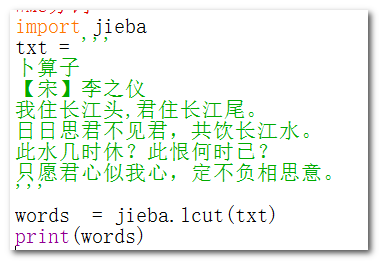 import jieba
txt = '''
卜算子
【宋】李之仪
我住长江头,君住长江尾。
日日思君不见君，共饮长江水。
此水几时休？此恨何时已？
只愿君心似我心，定不负相思意。
'''
words  = jieba.lcut(txt)
print(words)